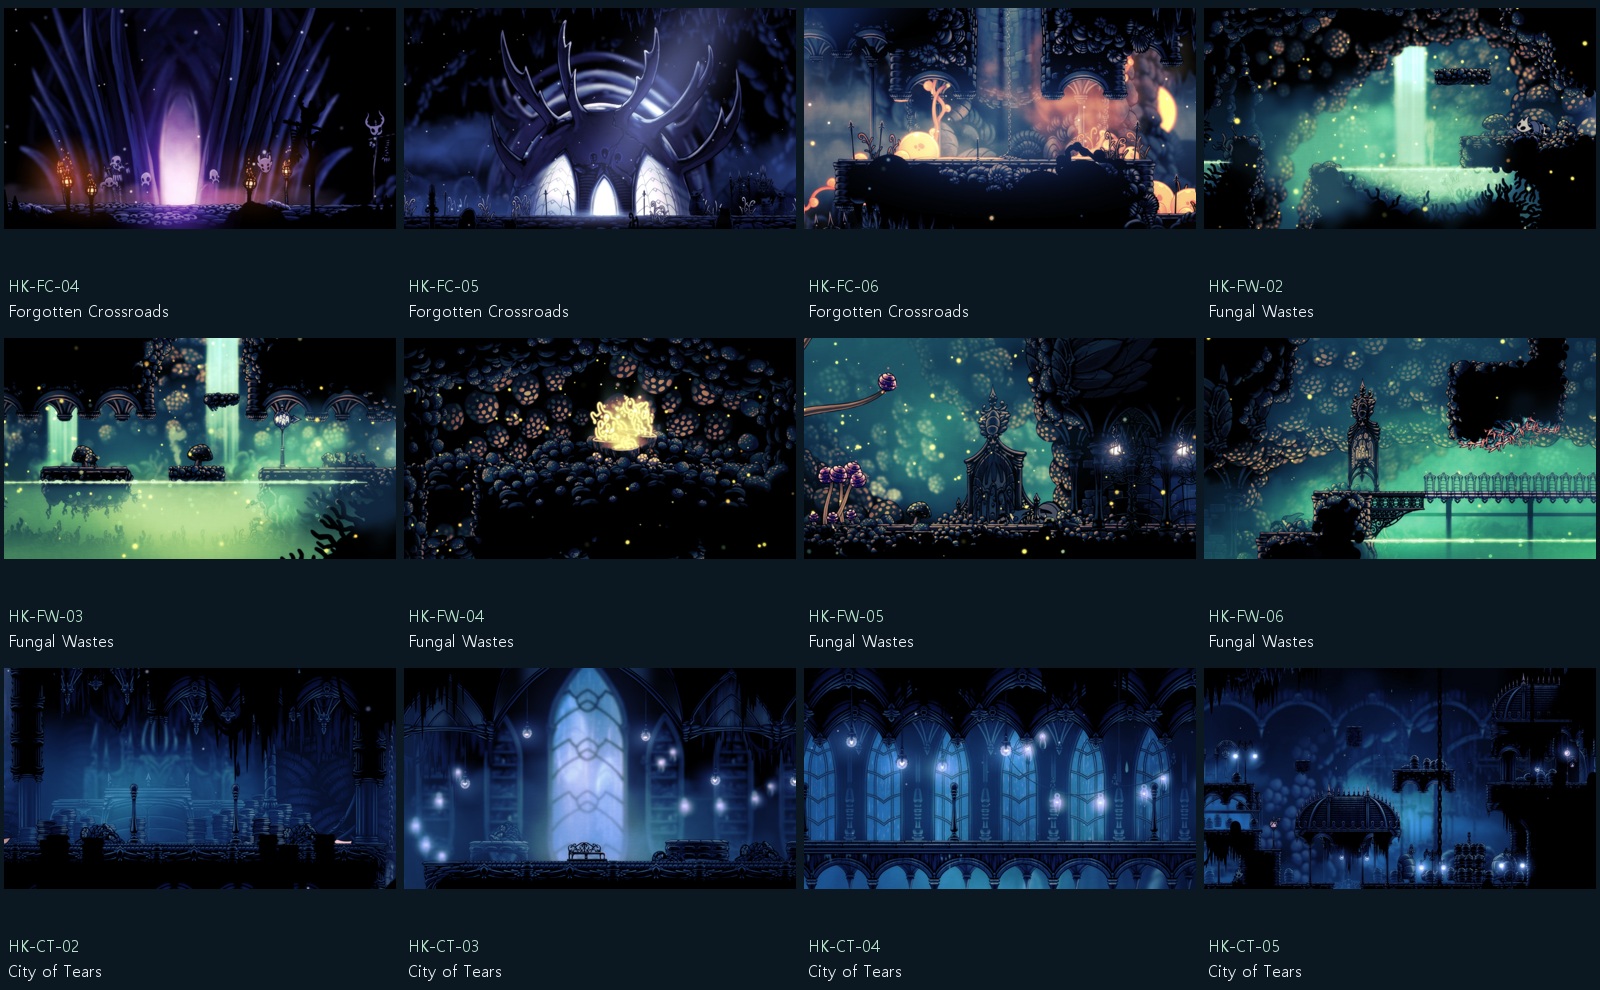 HK-FC-04
Forgotten Crossroads
HK-FC-05
Forgotten Crossroads
HK-FC-06
Forgotten Crossroads
HK-FW-02
Fungal Wastes
HK-FW-03
Fungal Wastes
HK-FW-04
Fungal Wastes
HK-FW-05
Fungal Wastes
HK-FW-06
Fungal Wastes
HK-CT-02
City of Tears
HK-CT-03
City of Tears
HK-CT-04
City of Tears
HK-CT-05
City of Tears